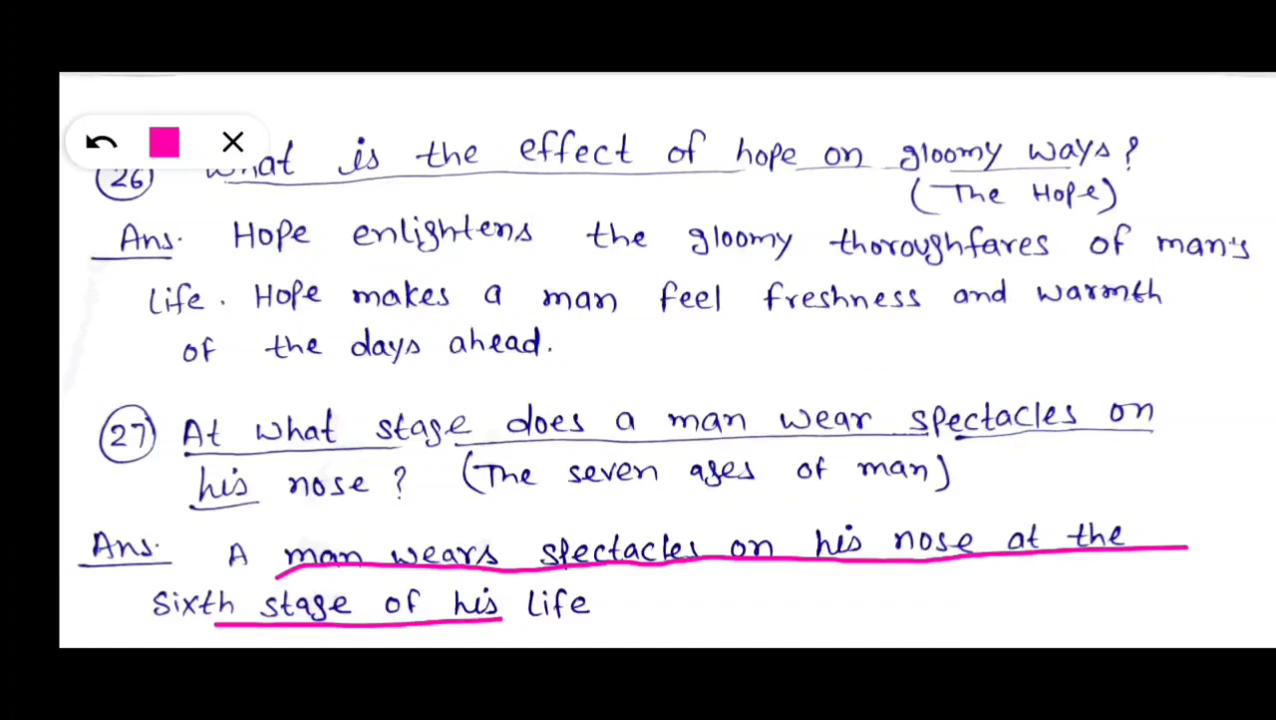 (26) What is the effect of hope on gloomy ways?
(The Hope)
Ans. Hope enlightens the gloomy thoroughfares of man's
life. Hope makes a man feel freshness and warmth
of the days ahead.
(27) At what stage does a man wear spectacles on
his nose? (The seven ages of man)
Ans. A man wears spectacles on his nose at the
sixth stage of his life